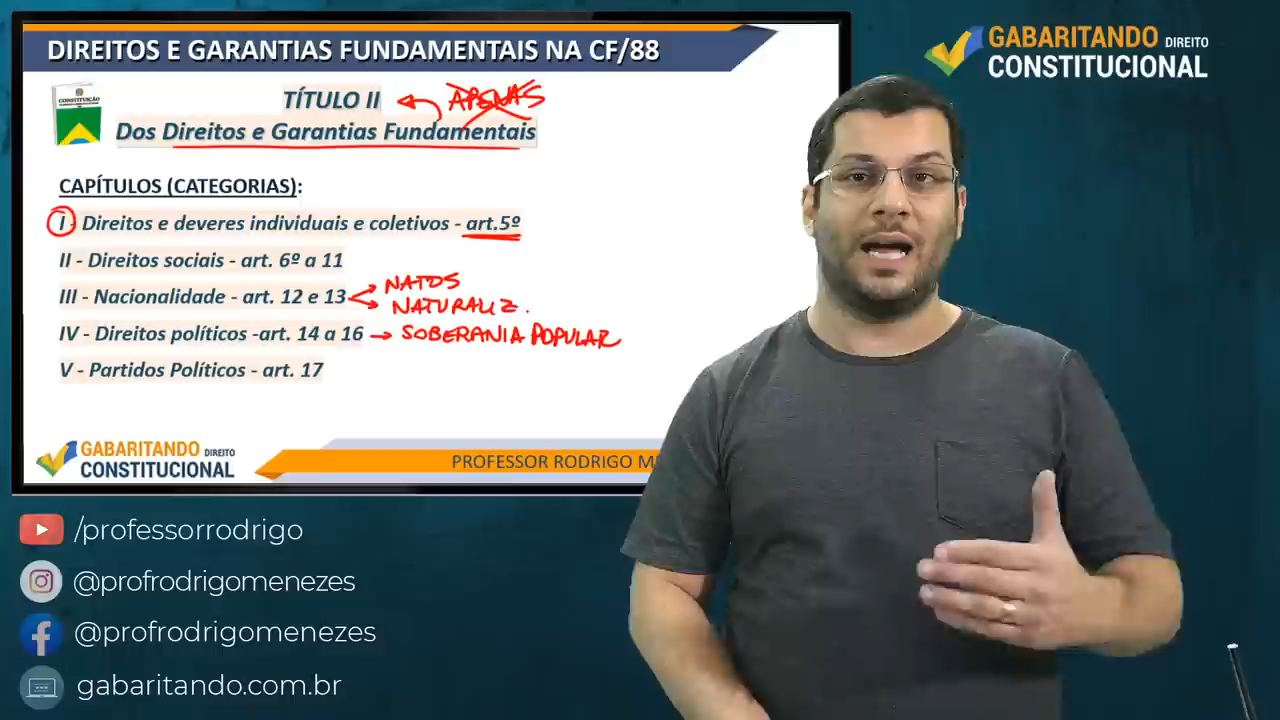 DIREITOS E GARANTIAS FUNDAMENTAIS NA CF/88
GABARITANDO DIREITO
CONSTITUCIONAL
CONSTITUIÇÃO
TÍTULO II APENAS
Dos Direitos e Garantias Fundamentais
CAPÍTULOS (CATEGORIAS):
I - Direitos e deveres individuais e coletivos - art.5º
II - Direitos sociais - art. 6º a 11
III - Nacionalidade - art. 12 e 13
NATOS
NATURALIZ.
IV - Direitos políticos -art. 14 a 16 → SOBERANIA POPULAR
V - Partidos Políticos - art. 17
GABARITANDO DIREITO
CONSTITUCIONAL
PROFESSOR RODRIGO M
/professorrodrigo
@profrodrigomenezes
@profrodrigomenezes
gabaritando.com.br